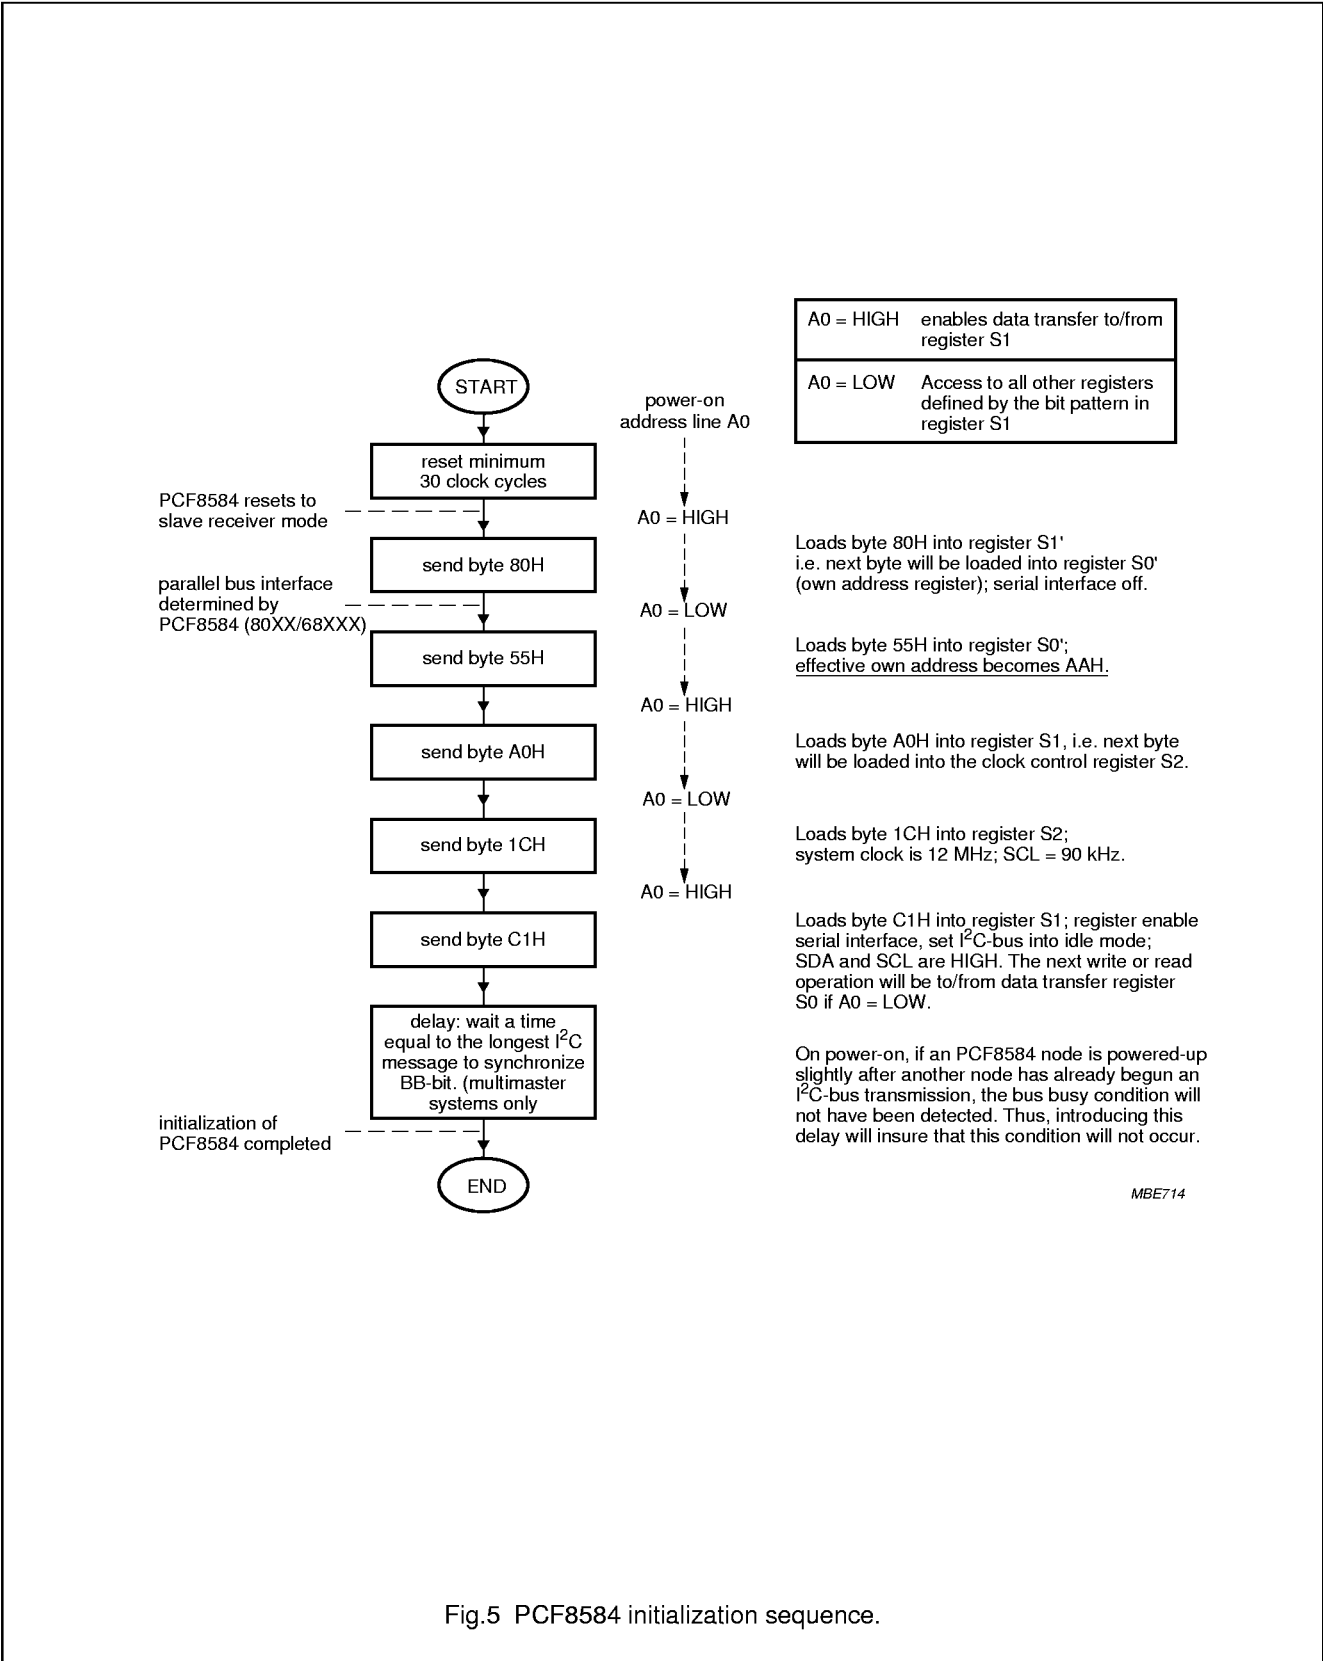 A0 = HIGH enables data transfer to/from
register S1
A0 = LOW Access to all other registers
defined by the bit pattern in
register S1
START
reset minimum
30 clock cycles
PCF8584 resets to
slave receiver mode
send byte 80H
parallel bus interface
determined by
PCF8584 (80XX/68XXX)
send byte 55H
send byte A0H
send byte 1CH
send byte C1H
delay: wait a time
equal to the longest I²C
message to synchronize
BB-bit. (multimaster
systems only
initialization of
PCF8584 completed
END
power-on
address line A0
A0 = HIGH
A0 = LOW
A0 = HIGH
A0 = LOW
A0 = HIGH
Loads byte 80H into register S1'
i.e. next byte will be loaded into register S0'
(own address register); serial interface off.
Loads byte 55H into register S0';
effective own address becomes AAH.
Loads byte A0H into register S1, i.e. next byte
will be loaded into the clock control register S2.
Loads byte 1CH into register S2;
system clock is 12 MHz; SCL = 90 kHz.
Loads byte C1H into register S1; register enable
serial interface, set I²C-bus into idle mode;
SDA and SCL are HIGH. The next write or read
operation will be to/from data transfer register
S0 if A0 = LOW.
On power-on, if an PCF8584 node is powered-up
slightly after another node has already begun an
I²C-bus transmission, the bus busy condition will
not have been detected. Thus, introducing this
delay will insure that this condition will not occur.
MBE714
Fig.5 PCF8584 initialization sequence.